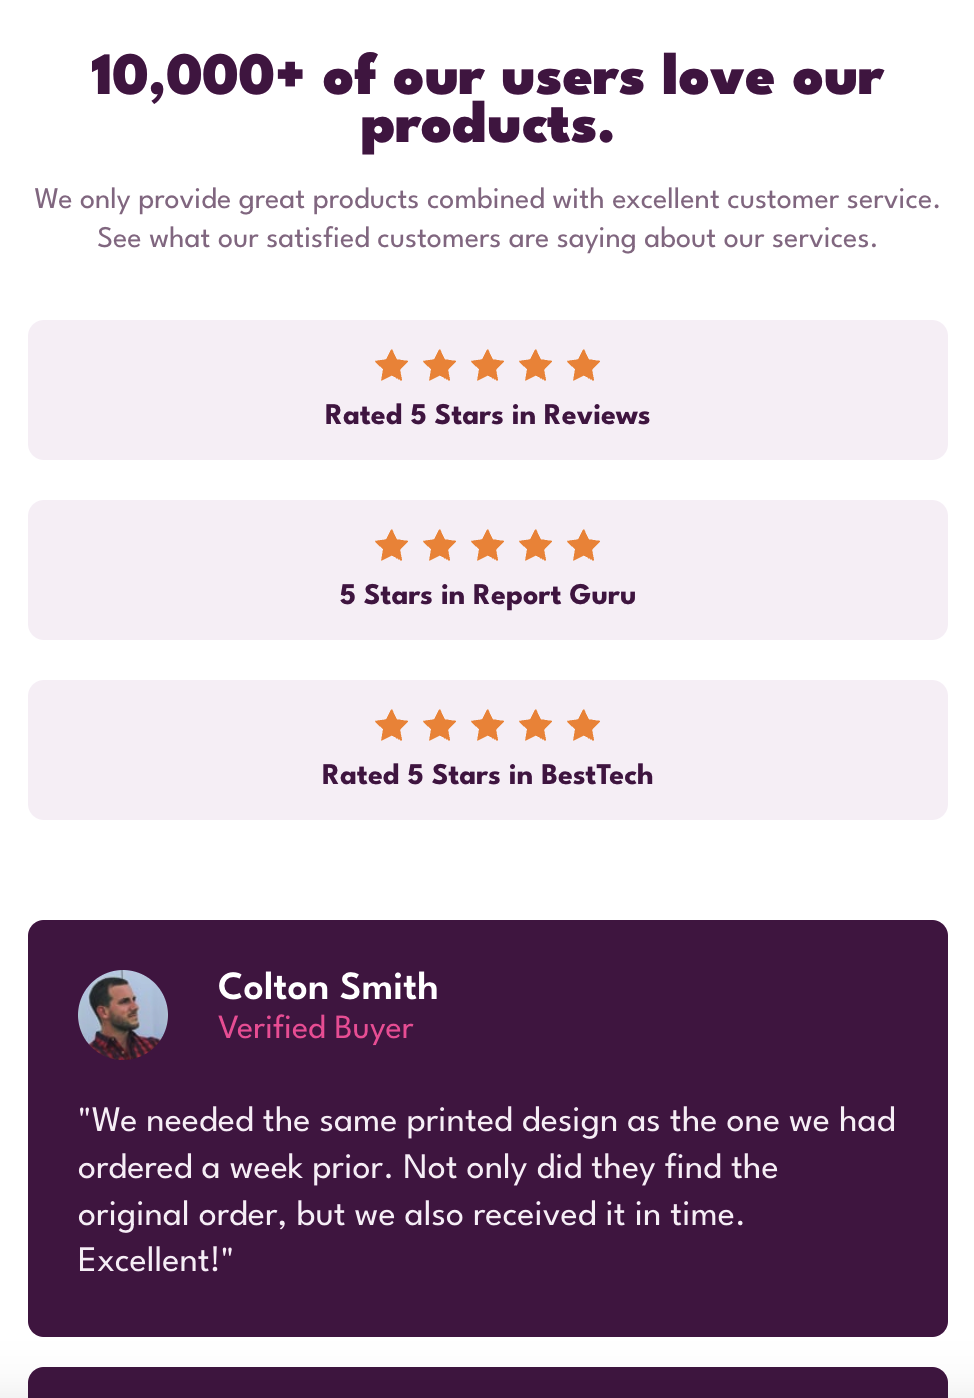 10,000+ of our users love our
products.
We only provide great products combined with excellent customer service.
See what our satisfied customers are saying about our services.
Rated 5 Stars in Reviews
5 Stars in Report Guru
Rated 5 Stars in BestTech
Colton Smith
Verified Buyer
"We needed the same printed design as the one we had
ordered a week prior. Not only did they find the
original order, but we also received it in time.
Excellent!"